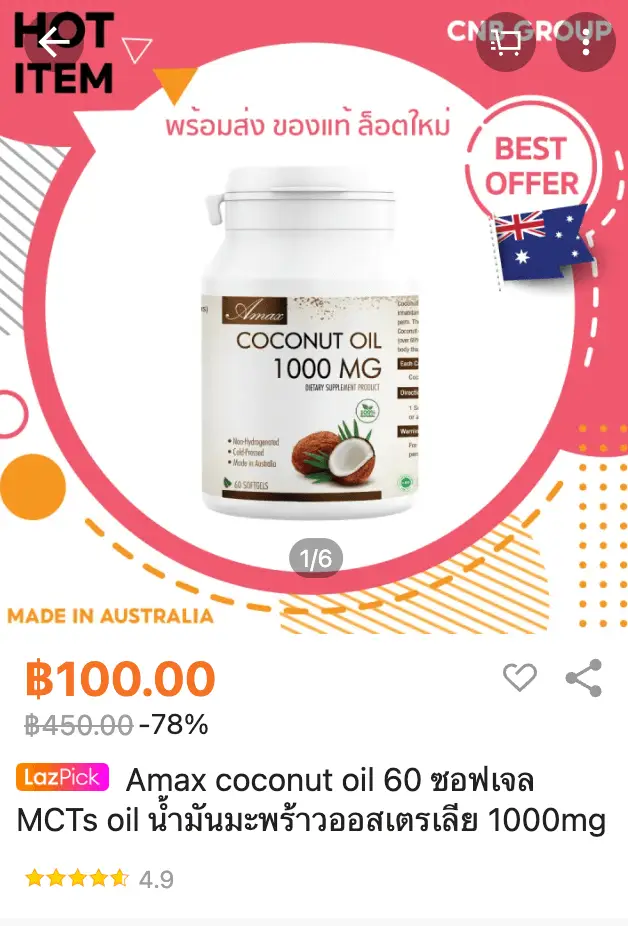 HOT
ITEM
CNB GROUP
พร้อมส่ง ของแท้ ล็อตใหม่
BEST
OFFER
Amax
COCONUT OIL
1000 MG
DIETARY SUPPLEMENT PRODUCT
• Non-Hydrogenated
• Cold-Pressed
• Made in Australia
60 SOFTGELS
Each Ca
Directi
Warnin
1/6
MADE IN AUSTRALIA
฿100.00
฿450.00 -78%
LazPick Amax coconut oil 60 ซอฟเจล
MCTs oil น้ำมันมะพร้าวออสเตรเลีย 1000mg
4.9